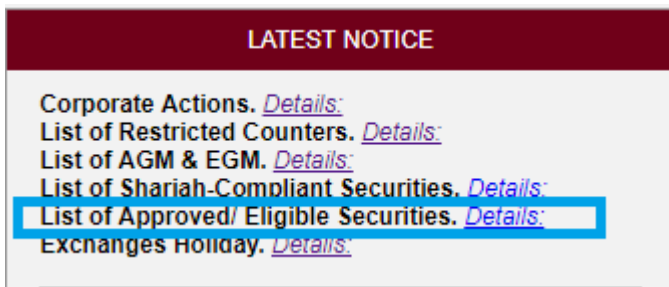 LATEST NOTICE
Corporate Actions. Details:
List of Restricted Counters. Details:
List of AGM & EGM. Details:
List of Shariah-Compliant Securities. Details:
List of Approved/ Eligible Securities. Details:
Exchanges Holiday. Details: